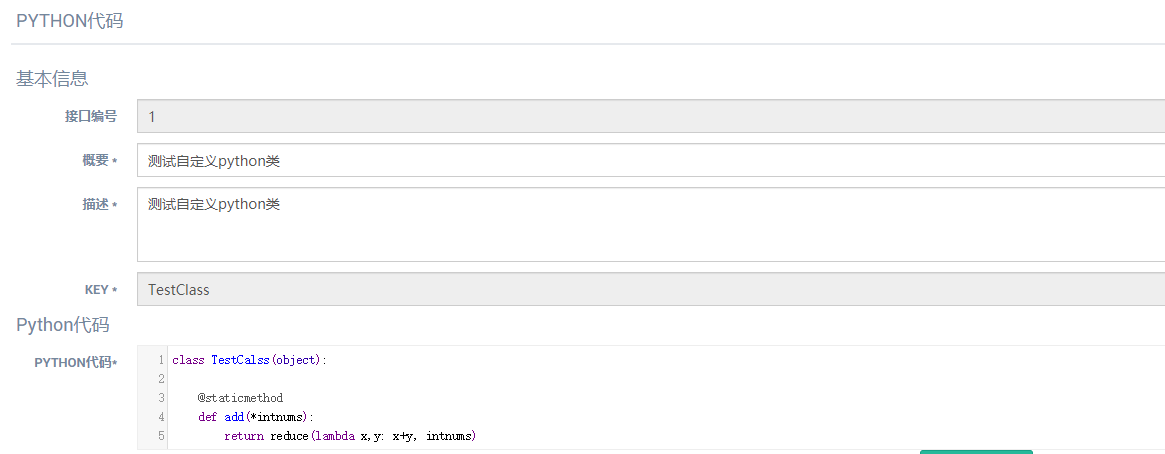 PYTHON代码
基本信息
接口编号 1
概要 * 测试自定义python类
描述 * 测试自定义python类
KEY * TestClass
Python代码
PYTHON代码*
1 class TestCalss(object):
2
3 @staticmethod
4 def add(*intnums):
5 return reduce(lambda x,y: x+y, intnums)